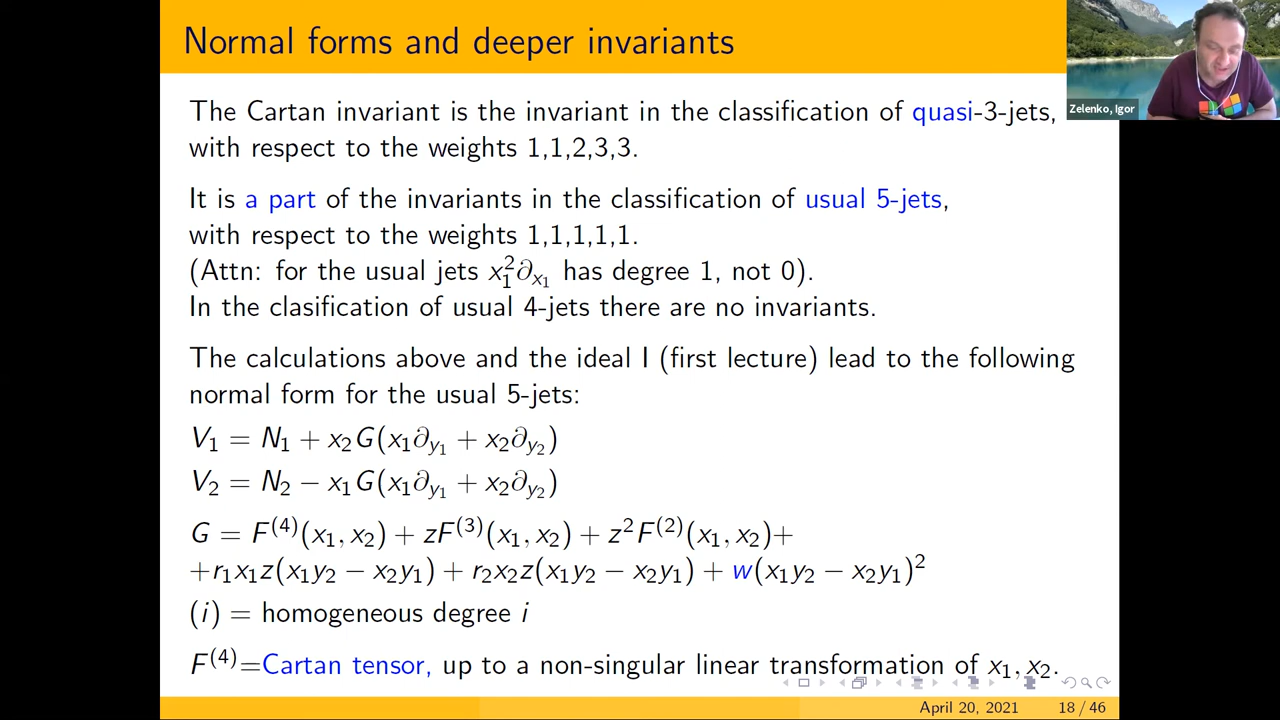 Normal forms and deeper invariants
Zelenko, Igor
The Cartan invariant is the invariant in the classification of quasi-3-jets,
with respect to the weights 1,1,2,3,3.
It is a part of the invariants in the classification of usual 5-jets,
with respect to the weights 1,1,1,1,1.
(Attn: for the usual jets x₁²∂ₓ₁ has degree 1, not 0).
In the clasification of usual 4-jets there are no invariants.
The calculations above and the ideal I (first lecture) lead to the following
normal form for the usual 5-jets:
V₁ = N₁ + x₂G(x₁∂_{y₁} + x₂∂_{y₂})
V₂ = N₂ − x₁G(x₁∂_{y₁} + x₂∂_{y₂})
G = F⁽⁴⁾(x₁, x₂) + zF⁽³⁾(x₁, x₂) + z²F⁽²⁾(x₁, x₂)+
+r₁x₁z(x₁y₂ − x₂y₁) + r₂x₂z(x₁y₂ − x₂y₁) + w(x₁y₂ − x₂y₁)²
(i) = homogeneous degree i
F⁽⁴⁾=Cartan tensor, up to a non-singular linear transformation of x₁, x₂.
April 20, 2021 18 / 46